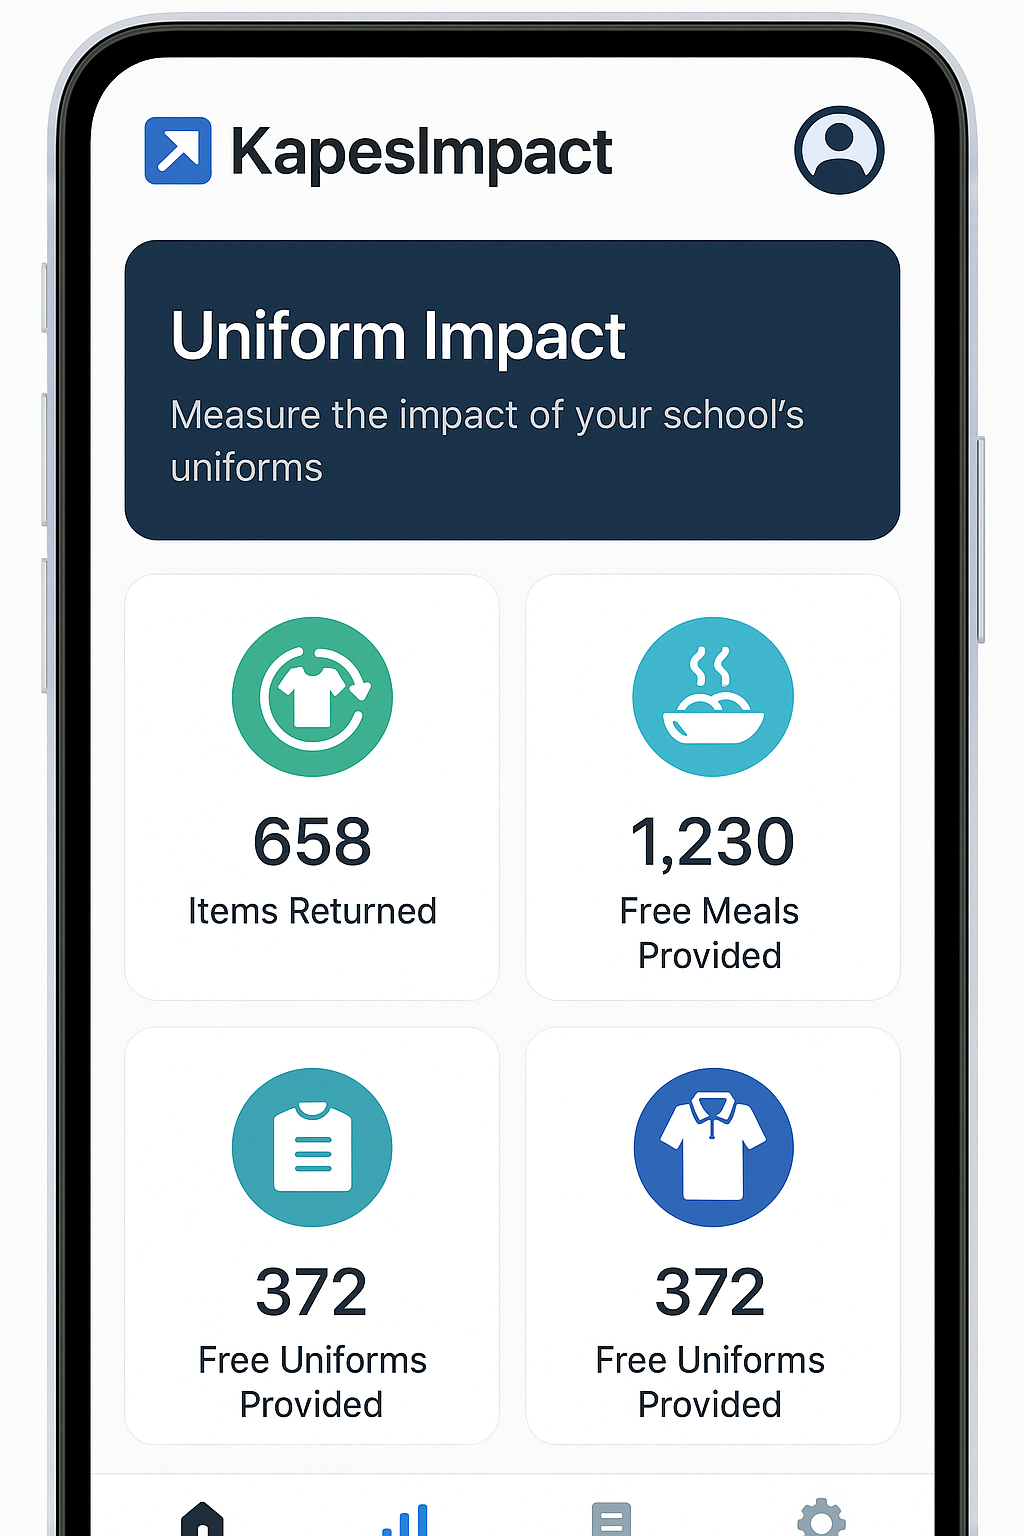 KapesImpact
Uniform Impact
Measure the impact of your school’s
uniforms
658
Items Returned
1,230
Free Meals
Provided
372
Free Uniforms
Provided
372
Free Uniforms
Provided